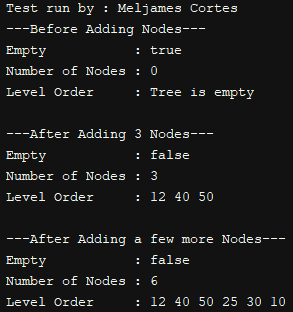 Test run by : Meljames Cortes
---Before Adding Nodes---
Empty           : true
Number of Nodes : 0
Level Order     : Tree is empty

---After Adding 3 Nodes---
Empty           : false
Number of Nodes : 3
Level Order     : 12 40 50

---After Adding a few more Nodes---
Empty           : false
Number of Nodes : 6
Level Order     : 12 40 50 25 30 10